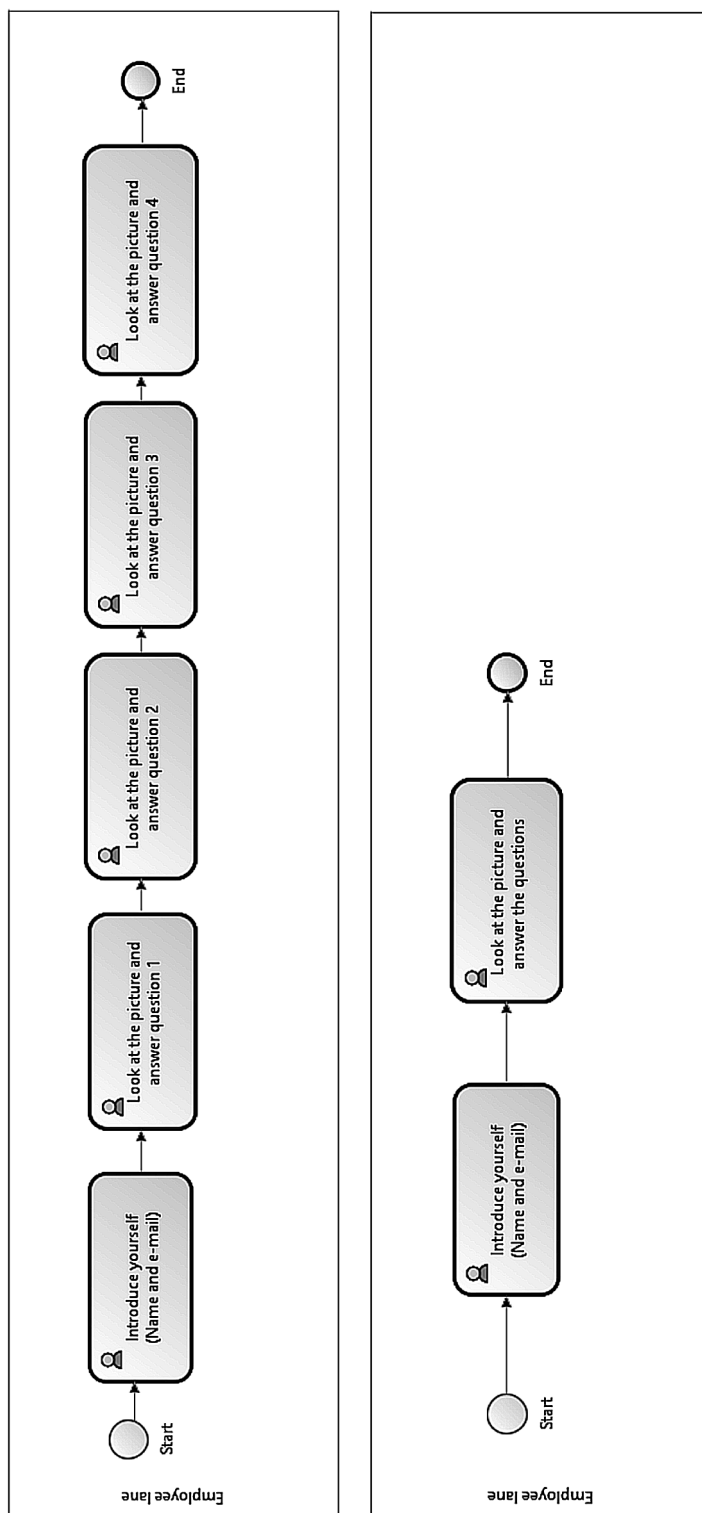 Employee lane
Start
Introduce yourself
(Name and e-mail)
Look at the picture and
answer question 1
Look at the picture and
answer question 2
Look at the picture and
answer question 3
Look at the picture and
answer question 4
End
Employee lane
Start
Introduce yourself
(Name and e-mail)
Look at the picture and
answer the questions
End